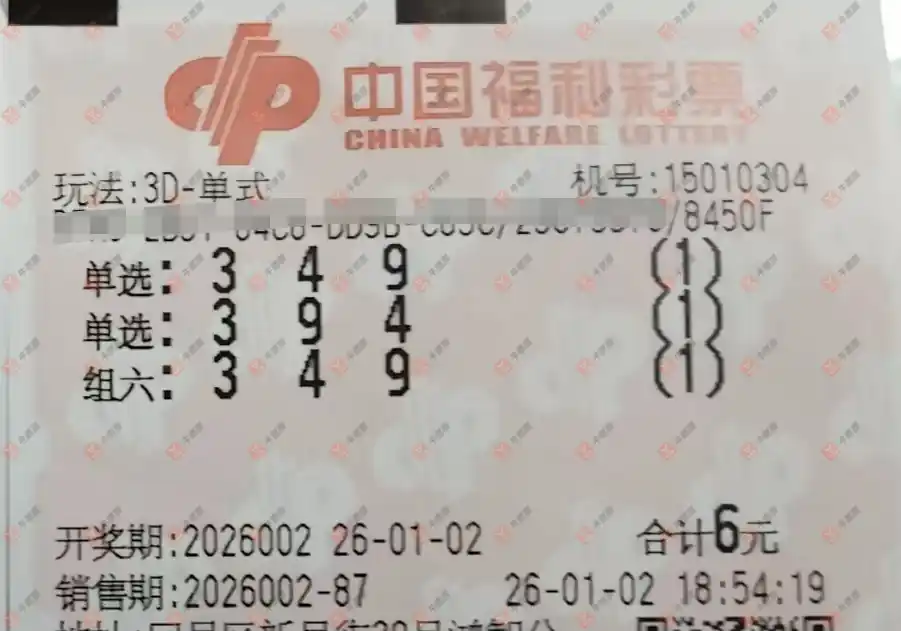 中国福利彩票
CHINA WELFARE LOTTERY
玩法:3D-单式 机号:15010304
/8450F
单选: 3 4 9 (1)
单选: 3 9 4 (1)
组六: 3 4 9 (1)
开奖期:2026002 26-01-02 合计6元
销售期:2026002-87 26-01-02 18:54:19